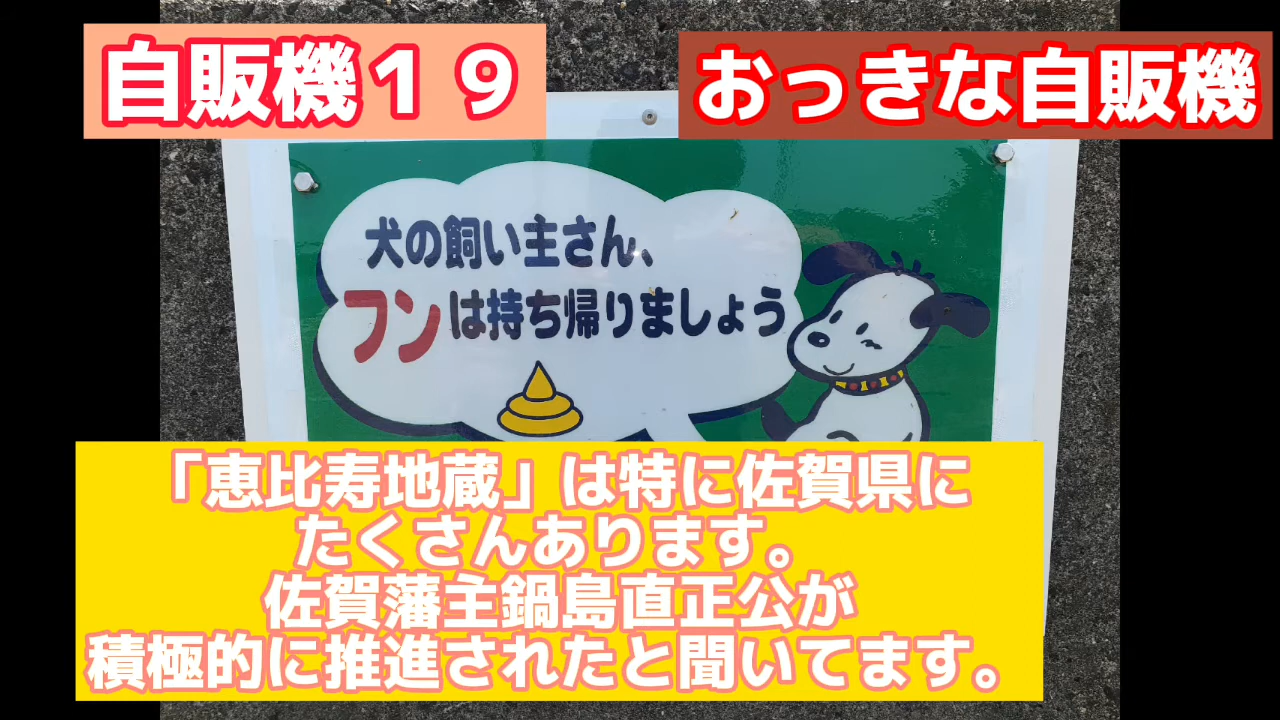 自販機１９
おっきな自販機
犬の飼い主さん、
フンは持ち帰りましょう
「恵比寿地蔵」は特に佐賀県に
たくさんあります。
佐賀藩主鍋島直正公が
積極的に推進されたと聞いてます。